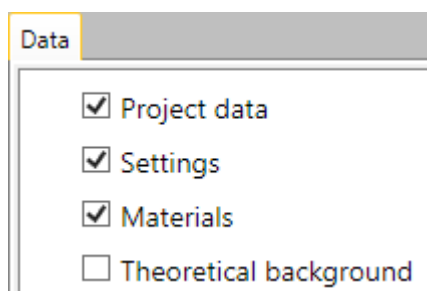 Data
Project data
Settings
Materials
Theoretical background